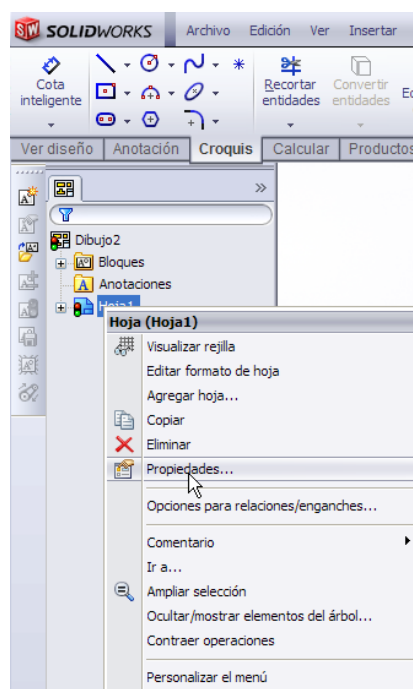 SOLIDWORKS Archivo Edición Ver Insertar
Cota inteligente
Recortar entidades
Convertir entidades
Ver diseño Anotación Croquis Calcular Productos
Dibujo2
Bloques
Anotaciones
Hoja1
Hoja (Hoja1)
Visualizar rejilla
Editar formato de hoja
Agregar hoja...
Copiar
Eliminar
Propiedades...
Opciones para relaciones/enganches...
Comentario
Ir a...
Ampliar selección
Ocultar/mostrar elementos del árbol...
Contraer operaciones
Personalizar el menú